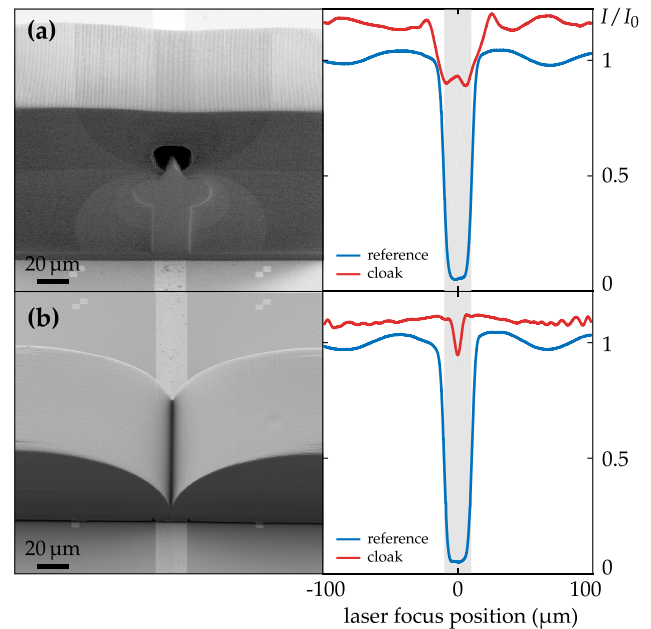 (a)
20 μm
I / I0
1
0.5
0
reference
cloak
(b)
20 μm
1
0.5
0
reference
cloak
-100
0
100
laser focus position (μm)